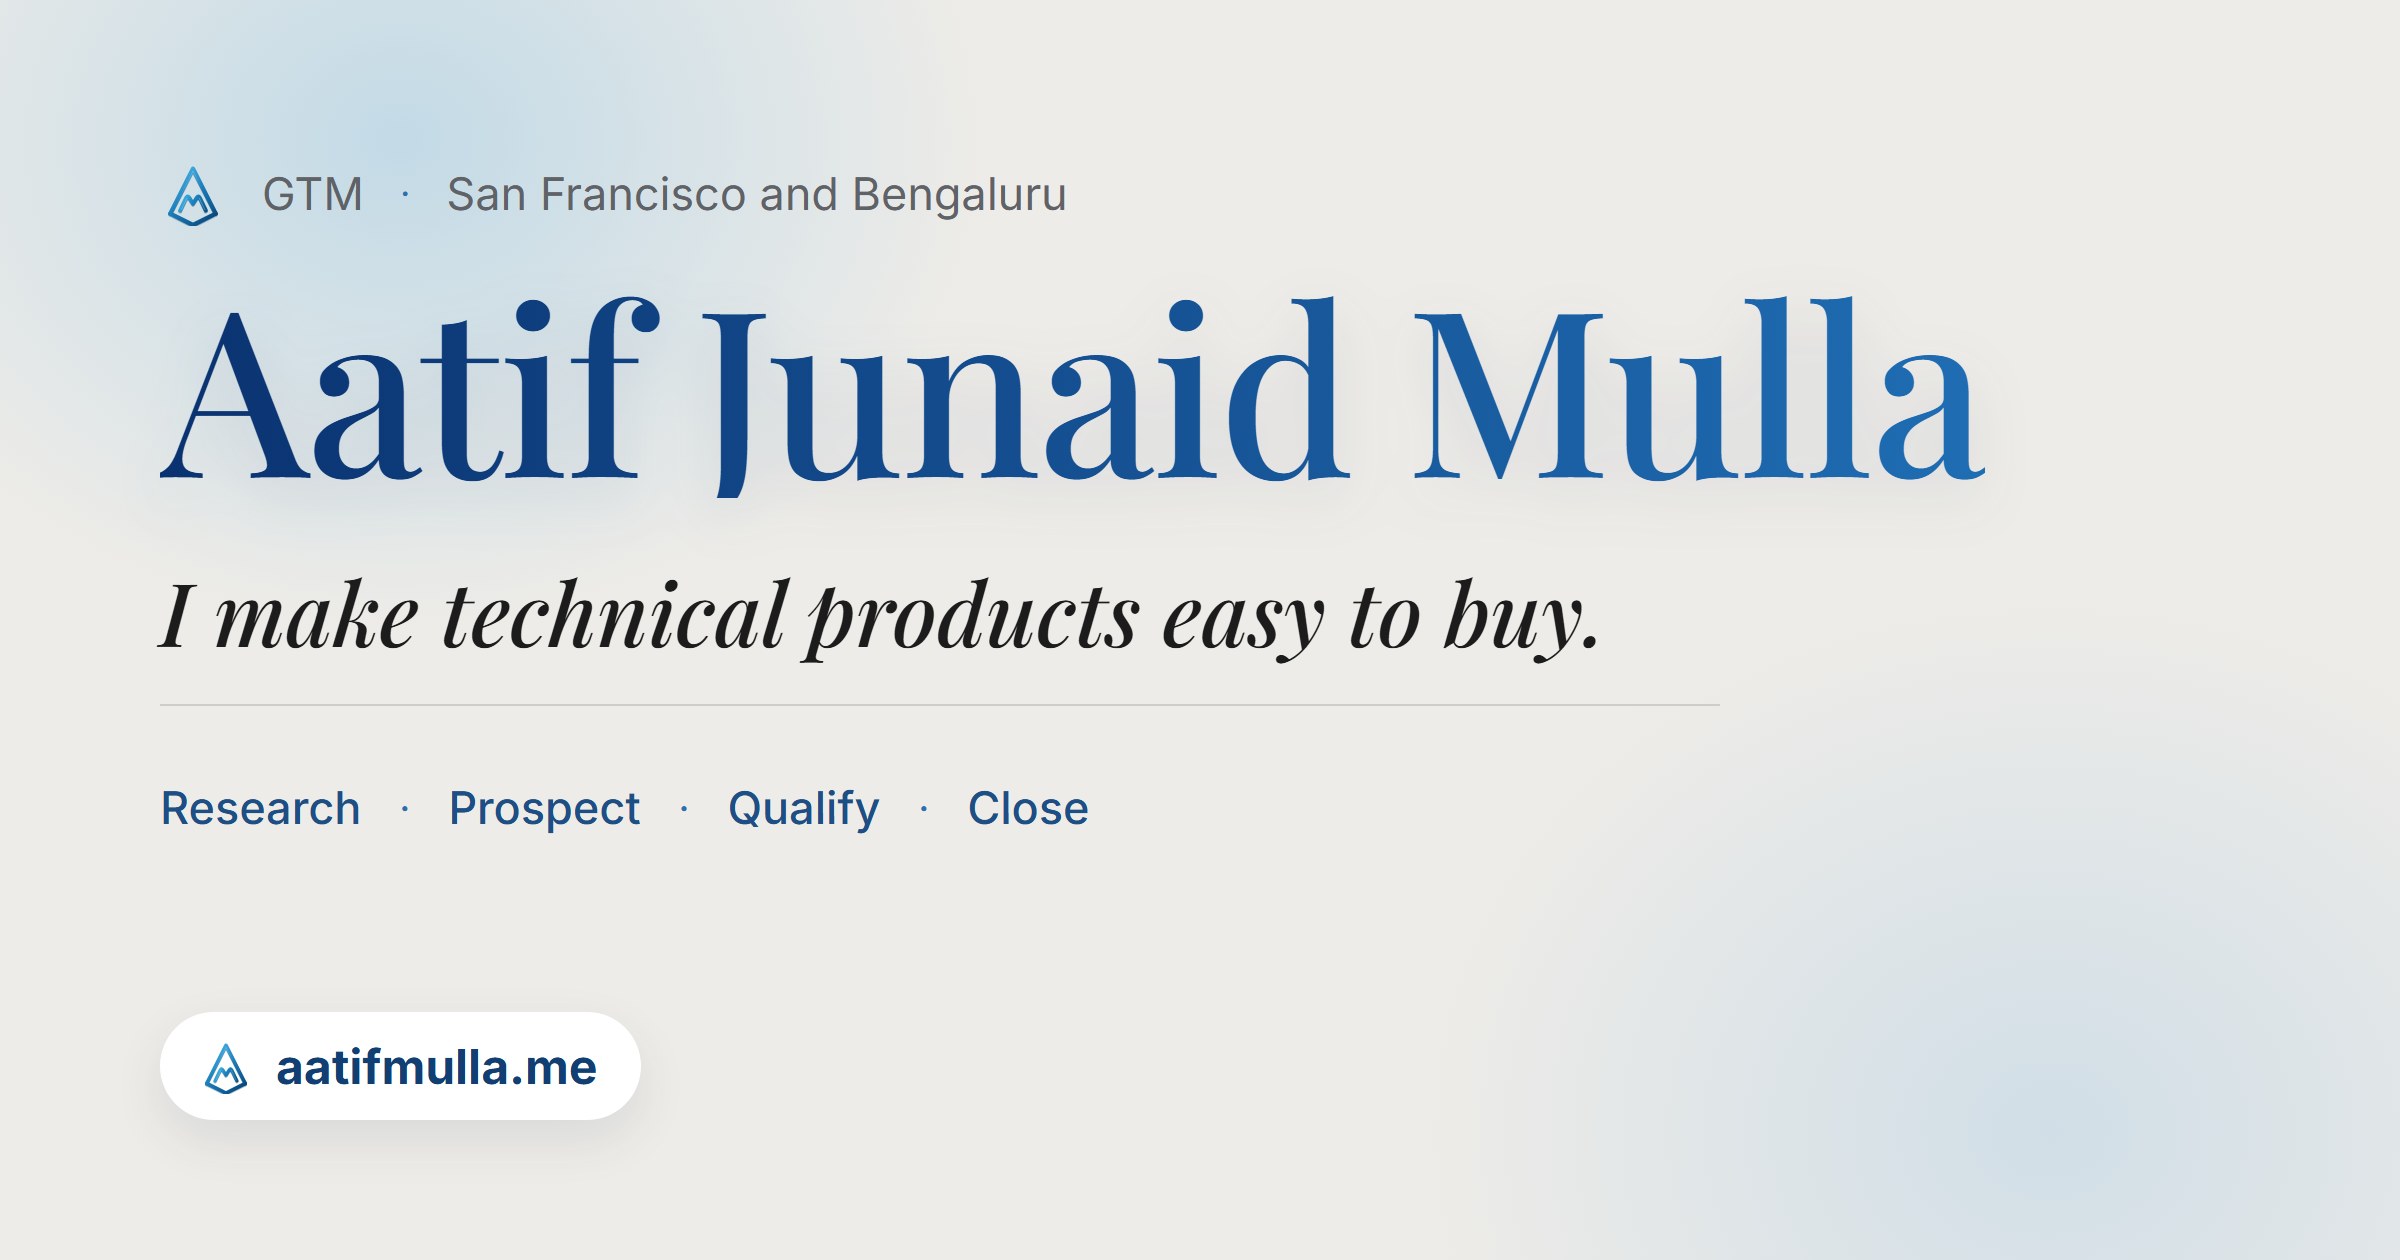 GTM · San Francisco and Bengaluru
Aatif Junaid Mulla
I make technical products easy to buy.
Research · Prospect · Qualify · Close
aatifmulla.me